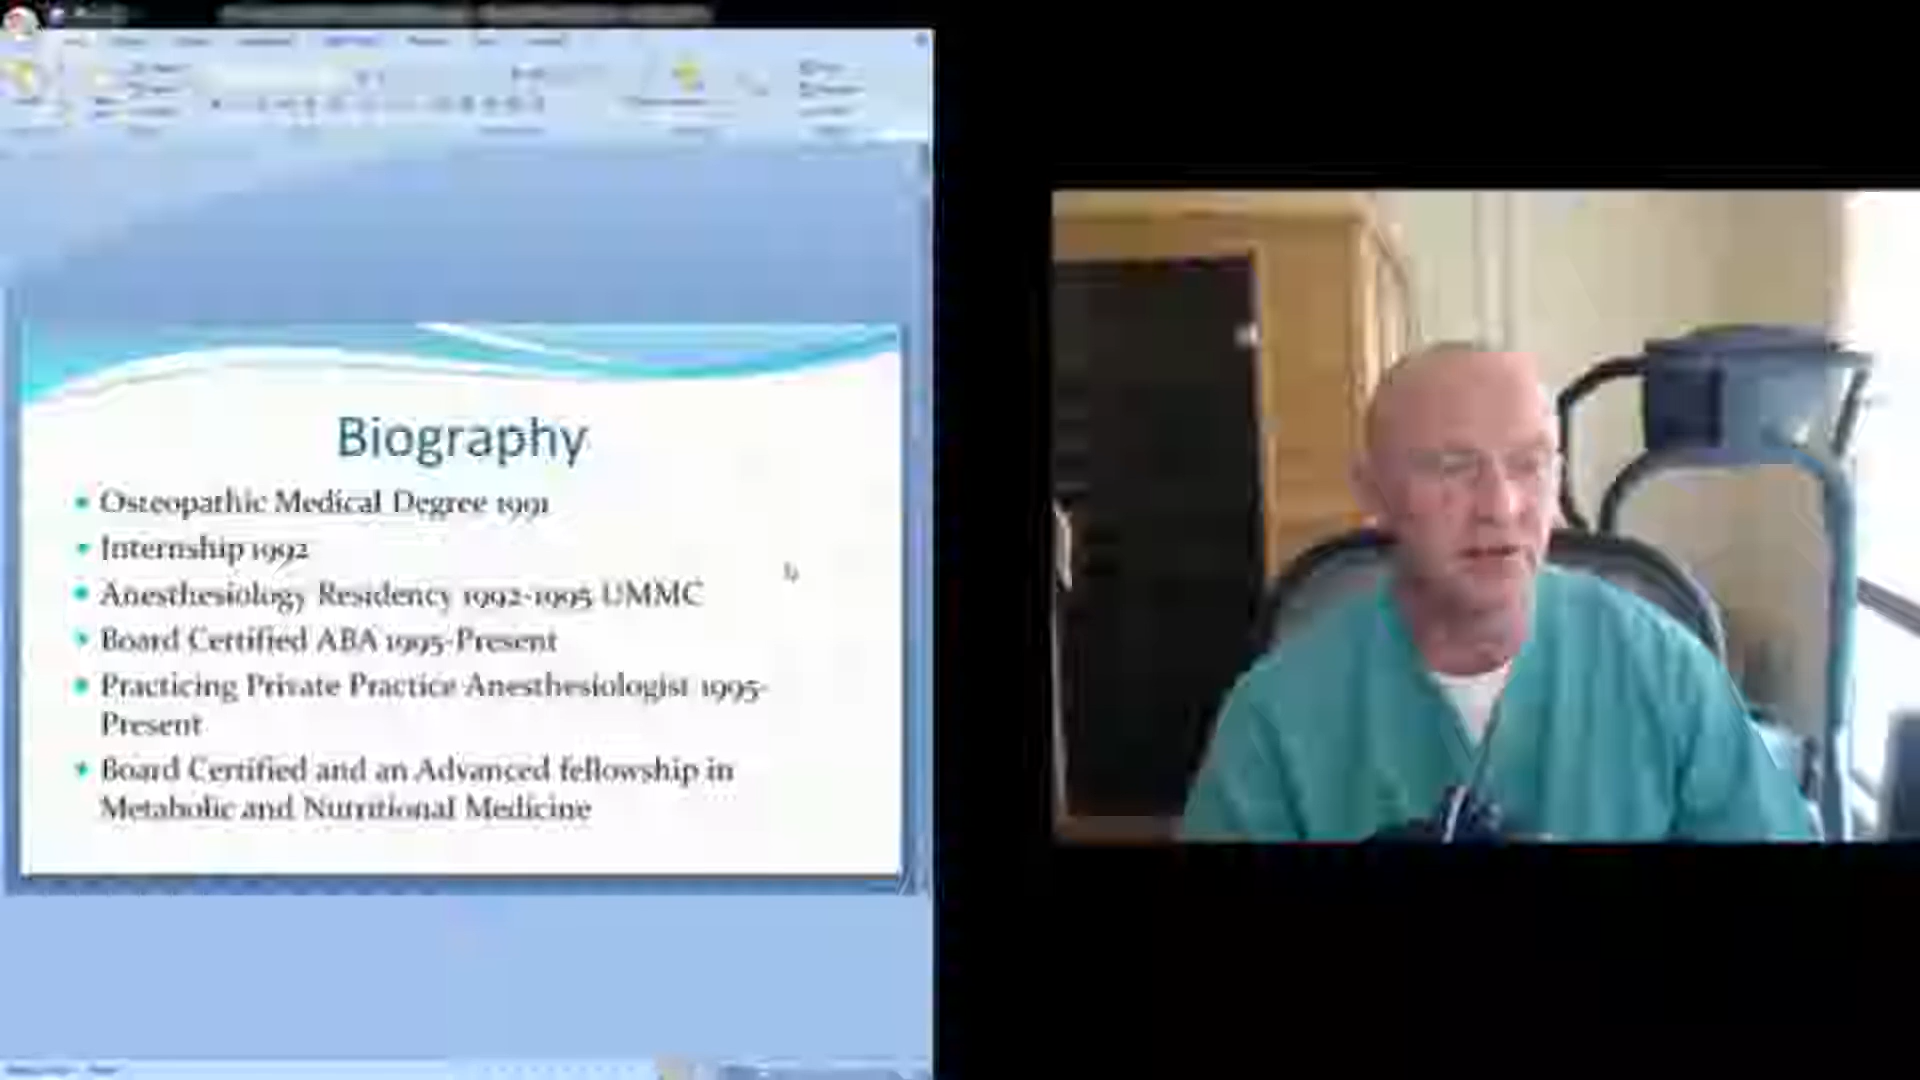 Biography
Osteopathic Medical Degree 1991
Internship 1992
Anesthesiology Residency 1992-1995 UMMC
Board Certified ABA 1995-Present
Practicing Private Practice Anesthesiologist 1995-
Present
Board Certified and an Advanced fellowship in
Metabolic and Nutritional Medicine